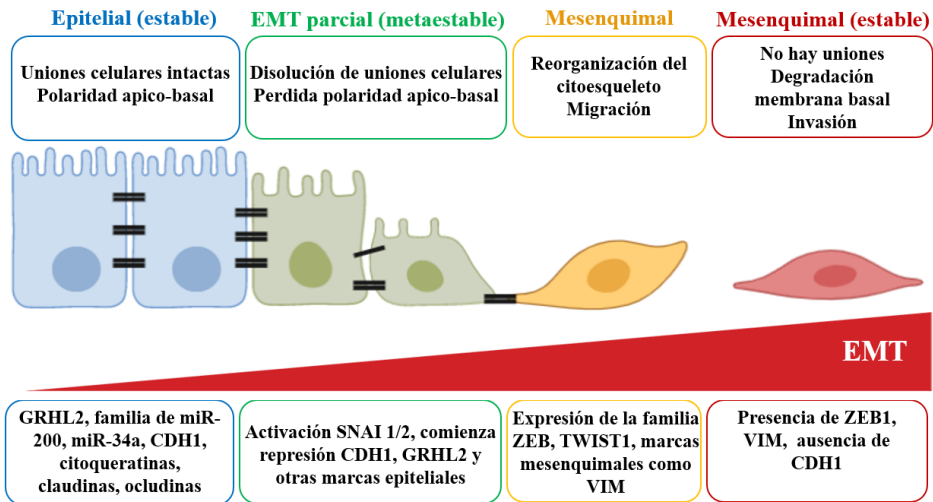 Epitelial (estable)
EMT parcial (metaestable)
Mesenquimal
Mesenquimal (estable)
Uniones celulares intactas
Polaridad apico-basal
Disolución de uniones celulares
Perdida polaridad apico-basal
Reorganización del
citoesqueleto
Migración
No hay uniones
Degradación
membrana basal
Invasión
EMT
GRHL2, familia de miR-
200, miR-34a, CDH1,
citoqueratinas,
claudinas, ocludinas
Activación SNAI 1/2, comienza
represión CDH1, GRHL2 y
otras marcas epiteliales
Expresión de la familia
ZEB, TWIST1, marcas
mesenquimales como
VIM
Presencia de ZEB1,
VIM, ausencia de
CDH1